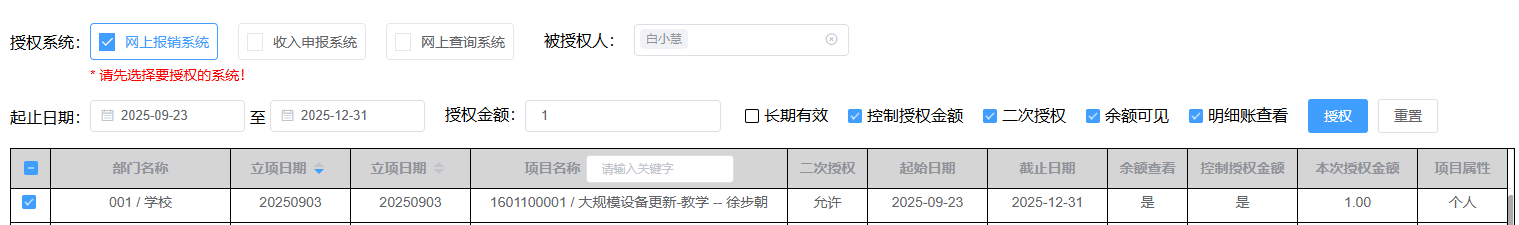 授权系统: 网上报销系统 收入申报系统 网上查询系统 被授权人: 白小慧
* 请先选择要授权的系统!
起止日期: 2025-09-23 至 2025-12-31 授权金额: 1 长期有效 控制授权金额 二次授权 余额可见 明细账查看 授权 重置
部门名称 立项日期 立项日期 项目名称 请输入关键字 二次授权 起始日期 截止日期 余额查看 控制授权金额 本次授权金额 项目属性
001 / 学校 20250903 20250903 1601100001 / 大规模设备更新-教学 -- 徐步朝 允许 2025-09-23 2025-12-31 是 是 1.00 个人